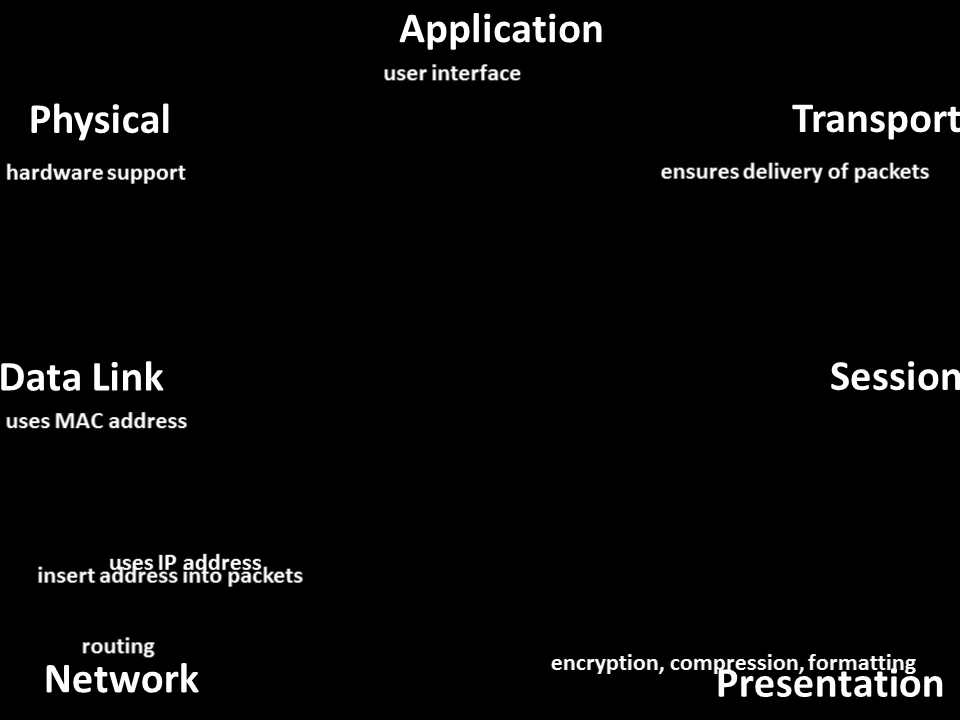 Application
user interface
Physical
Transport
hardware support
ensures delivery of packets
Data Link
Session
uses MAC address
uses IP address
insert address into packets
routing
encryption, compression, formatting
Network
Presentation